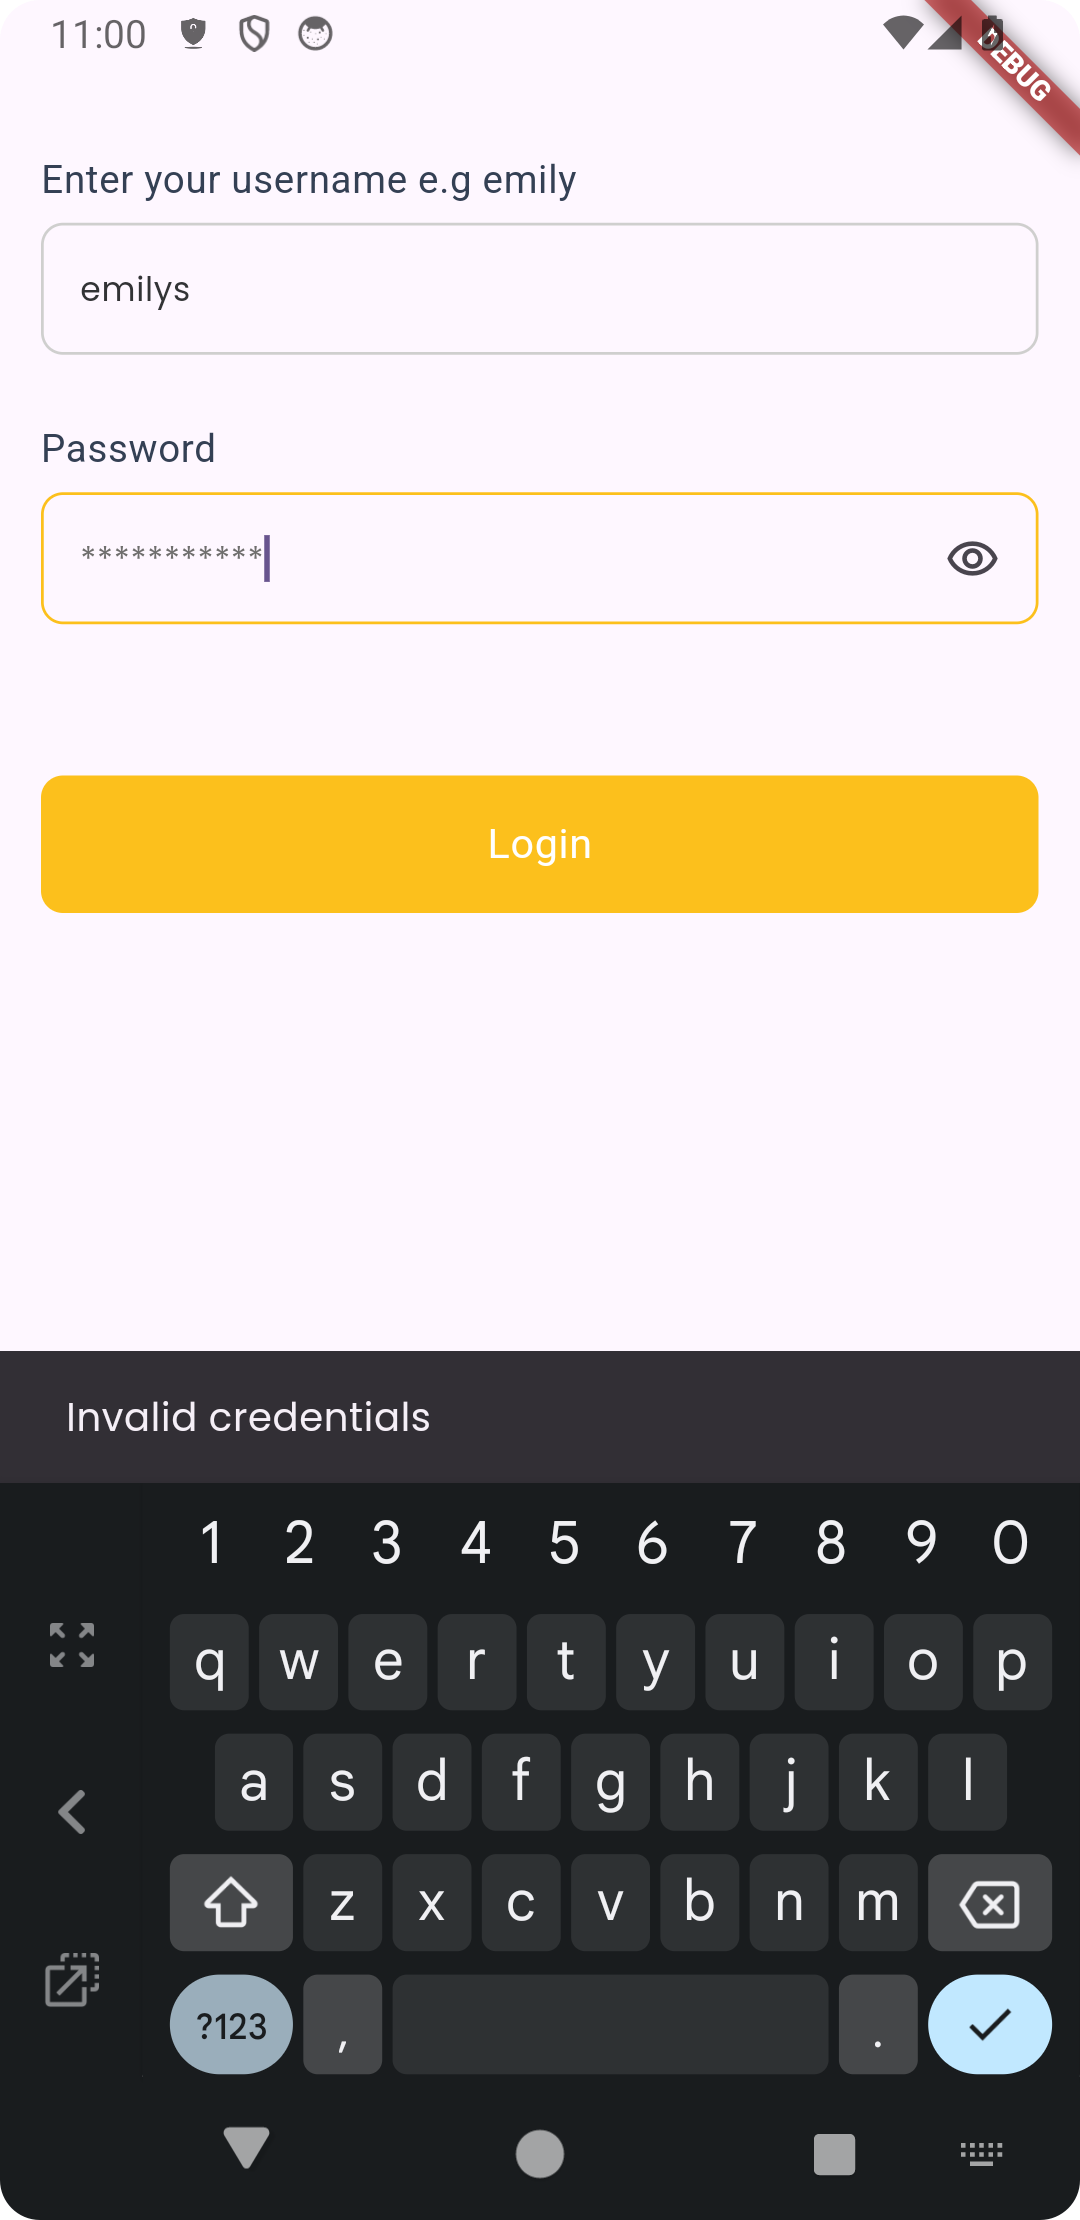 11:00
DEBUG
Enter your username e.g emily
emilys
Password
***********
Login
Invalid credentials
1 2 3 4 5 6 7 8 9 0
q w e r t y u i o p
a s d f g h j k l
z x c v b n m
?123 , .